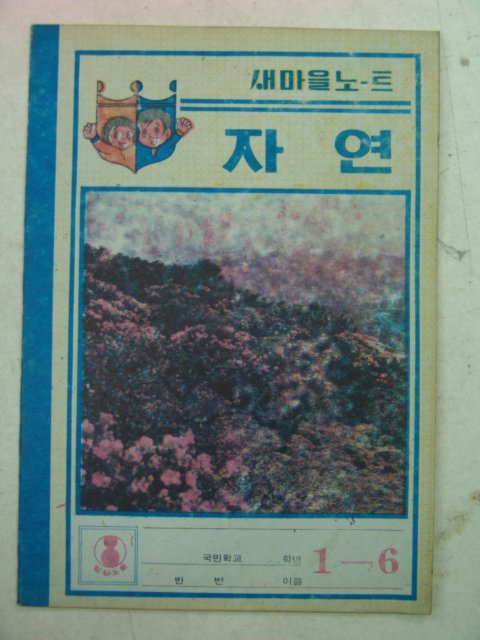 새마을노-트
자연
국민학교 학년
1-6
반 번 이름